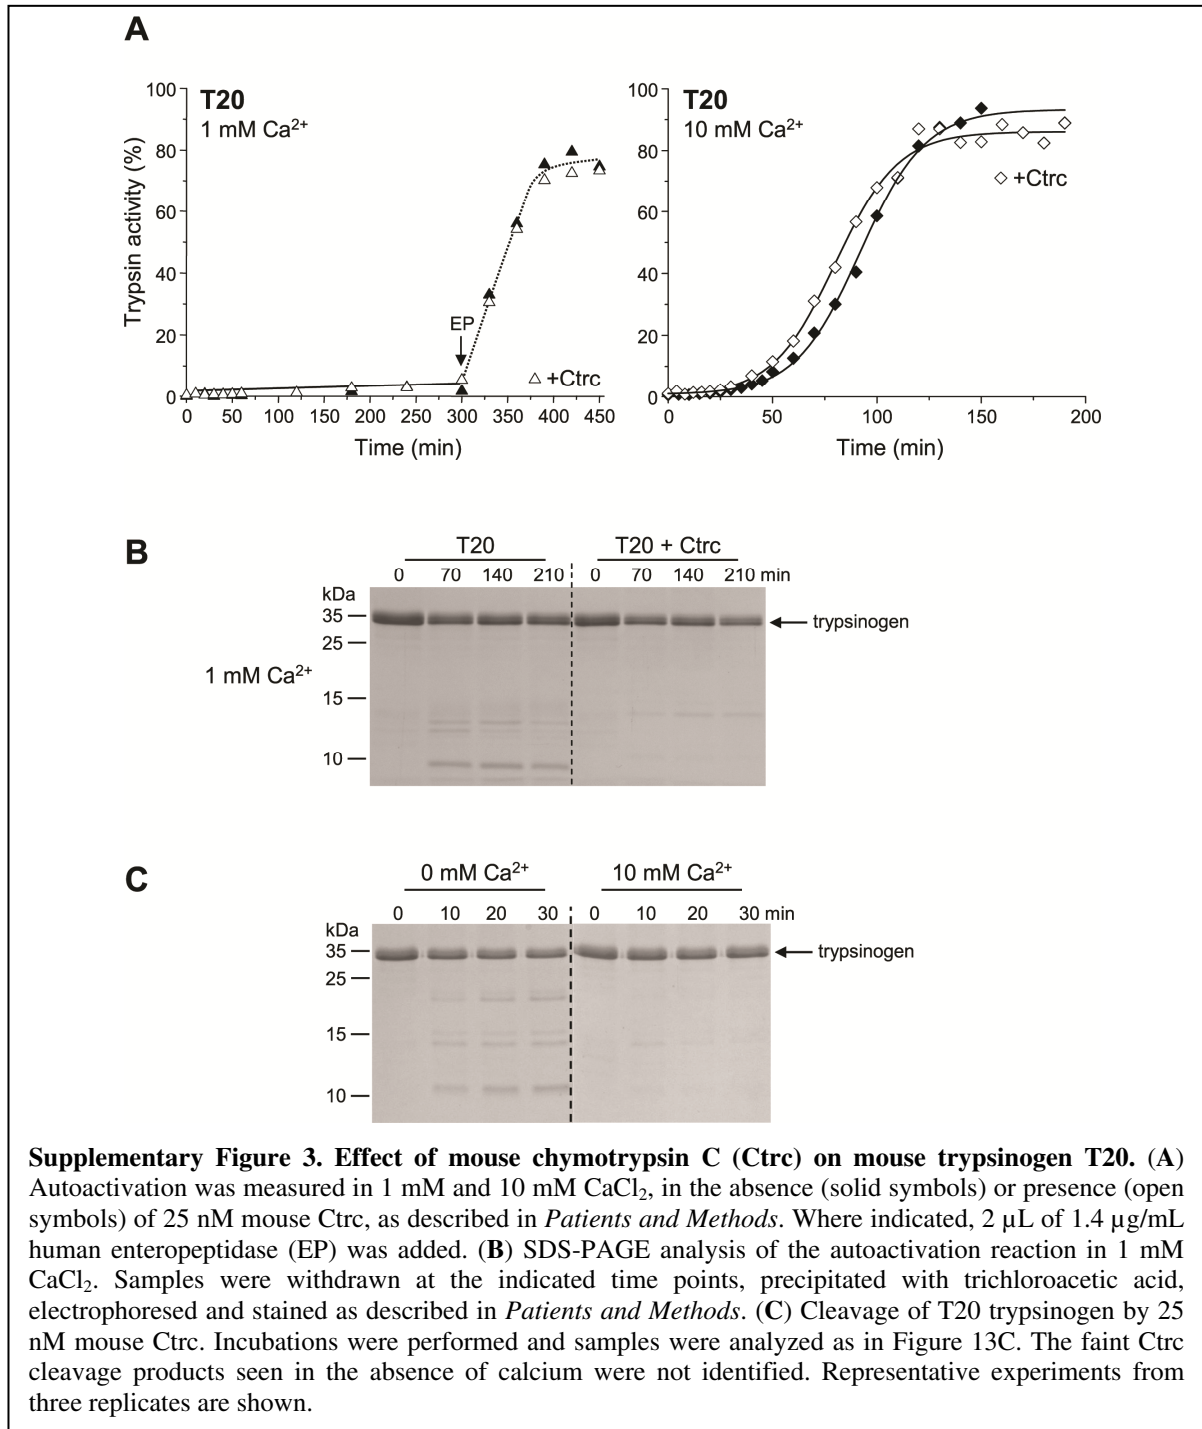 A
T20
1 mM Ca²⁺
100
80
60
40
20
0
Trypsin activity (%)
EP
△ +Ctrc
0 50 100 150 200 250 300 350 400 450
Time (min)
T20
10 mM Ca²⁺
100
80
60
40
20
0
◇ +Ctrc
0 50 100 150 200
Time (min)
B
T20 T20 + Ctrc
0 70 140 210 0 70 140 210 min
kDa
35
25
15
10
1 mM Ca²⁺
trypsinogen
C
0 mM Ca²⁺ 10 mM Ca²⁺
0 10 20 30 0 10 20 30 min
kDa
35
25
15
10
trypsinogen
Supplementary Figure 3. Effect of mouse chymotrypsin C (Ctrc) on mouse trypsinogen T20. (A)
Autoactivation was measured in 1 mM and 10 mM CaCl₂, in the absence (solid symbols) or presence (open
symbols) of 25 nM mouse Ctrc, as described in Patients and Methods. Where indicated, 2 µL of 1.4 µg/mL
human enteropeptidase (EP) was added. (B) SDS-PAGE analysis of the autoactivation reaction in 1 mM
CaCl₂. Samples were withdrawn at the indicated time points, precipitated with trichloroacetic acid,
electrophoresed and stained as described in Patients and Methods. (C) Cleavage of T20 trypsinogen by 25
nM mouse Ctrc. Incubations were performed and samples were analyzed as in Figure 13C. The faint Ctrc
cleavage products seen in the absence of calcium were not identified. Representative experiments from
three replicates are shown.